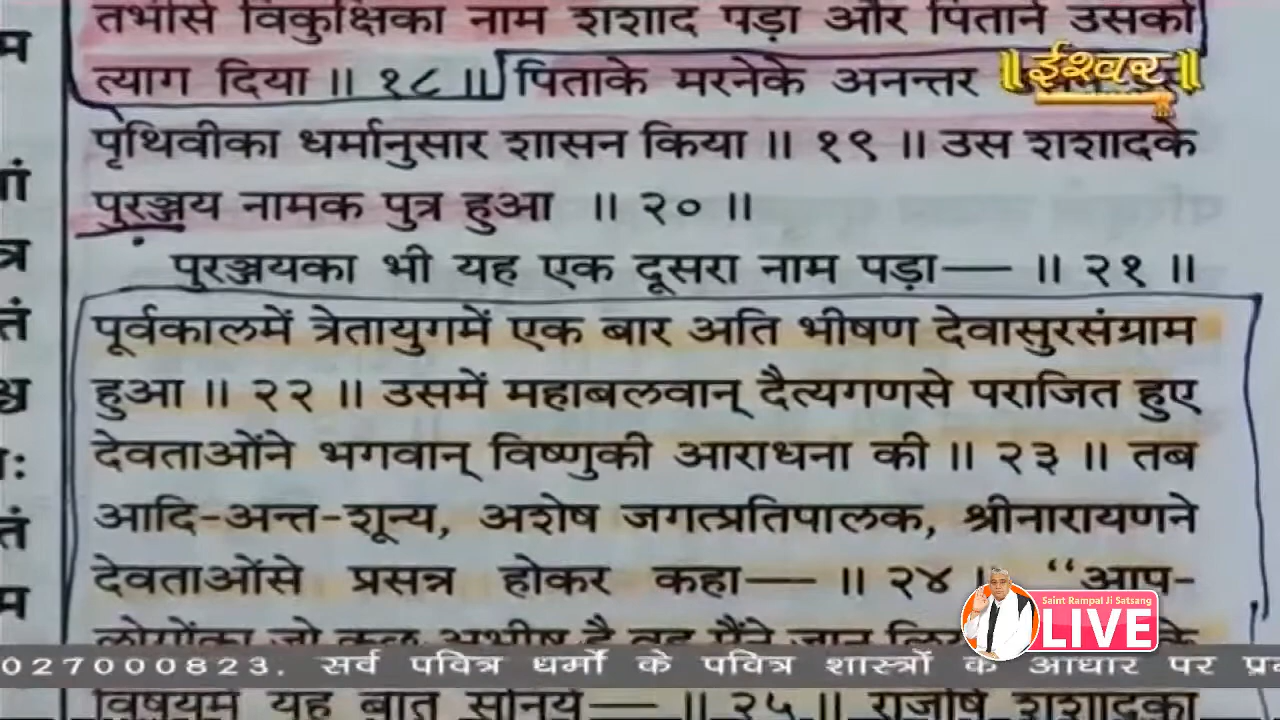 तभीसे विकुक्षिका नाम शशाद पड़ा और पिताने उसको
त्याग दिया ॥ १८ ॥ पिताके मरनेके अनन्तर
ईश्वर
पृथिवीका धर्मानुसार शासन किया ॥ १९ ॥ उस शशादके
पुरञ्जय नामक पुत्र हुआ ॥ २० ॥
पुरञ्जयका भी यह एक दूसरा नाम पड़ा— ॥ २१ ॥
पूर्वकालमें त्रेतायुगमें एक बार अति भीषण देवासुरसंग्राम
हुआ ॥ २२ ॥ उसमें महाबलवान् दैत्यगणसे पराजित हुए
देवताओंने भगवान् विष्णुकी आराधना की ॥ २३ ॥ तब
आदि-अन्त-शून्य, अशेष जगत्प्रतिपालक, श्रीनारायणने
देवताओंसे प्रसन्न होकर कहा— ॥ २४ ॥ ‘‘आप-
लोगोंका जो कुछ अभीष्ट है वह मैंने जान
Saint Rampal Ji Satsang
LIVE
027000823. सर्व पवित्र धर्मों के पवित्र शास्त्रों के आधार पर
विषयमें यह बात सुनिये— ॥ २५ ॥ राजर्षि शशादका